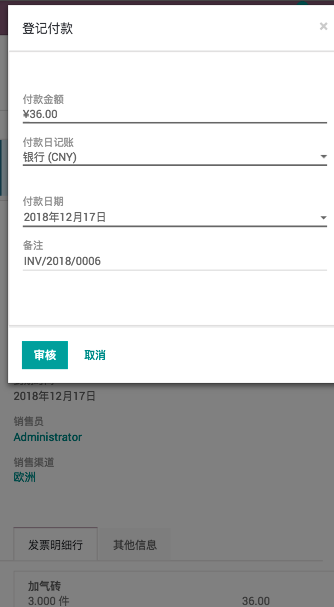 登记付款
×
付款金额
¥36.00
付款日记账
银行 (CNY)
付款日期
2018年12月17日
备注
INV/2018/0006
审核 取消
2018年12月17日
销售员
Administrator
销售渠道
欧洲
发票明细行 其他信息
加气砖
3.000 件 36.00